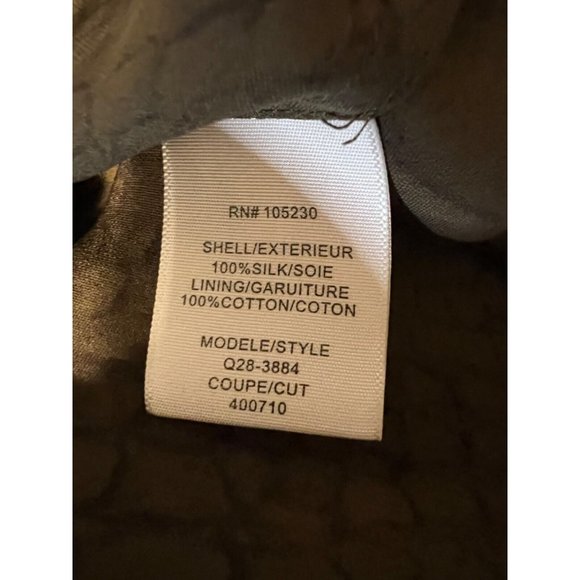 RN# 105230
SHELL/EXTERIEUR
100%SILK/SOIE
LINING/GARUITURE
100%COTTON/COTON
MODELE/STYLE
Q28-3884
COUPE/CUT
400710